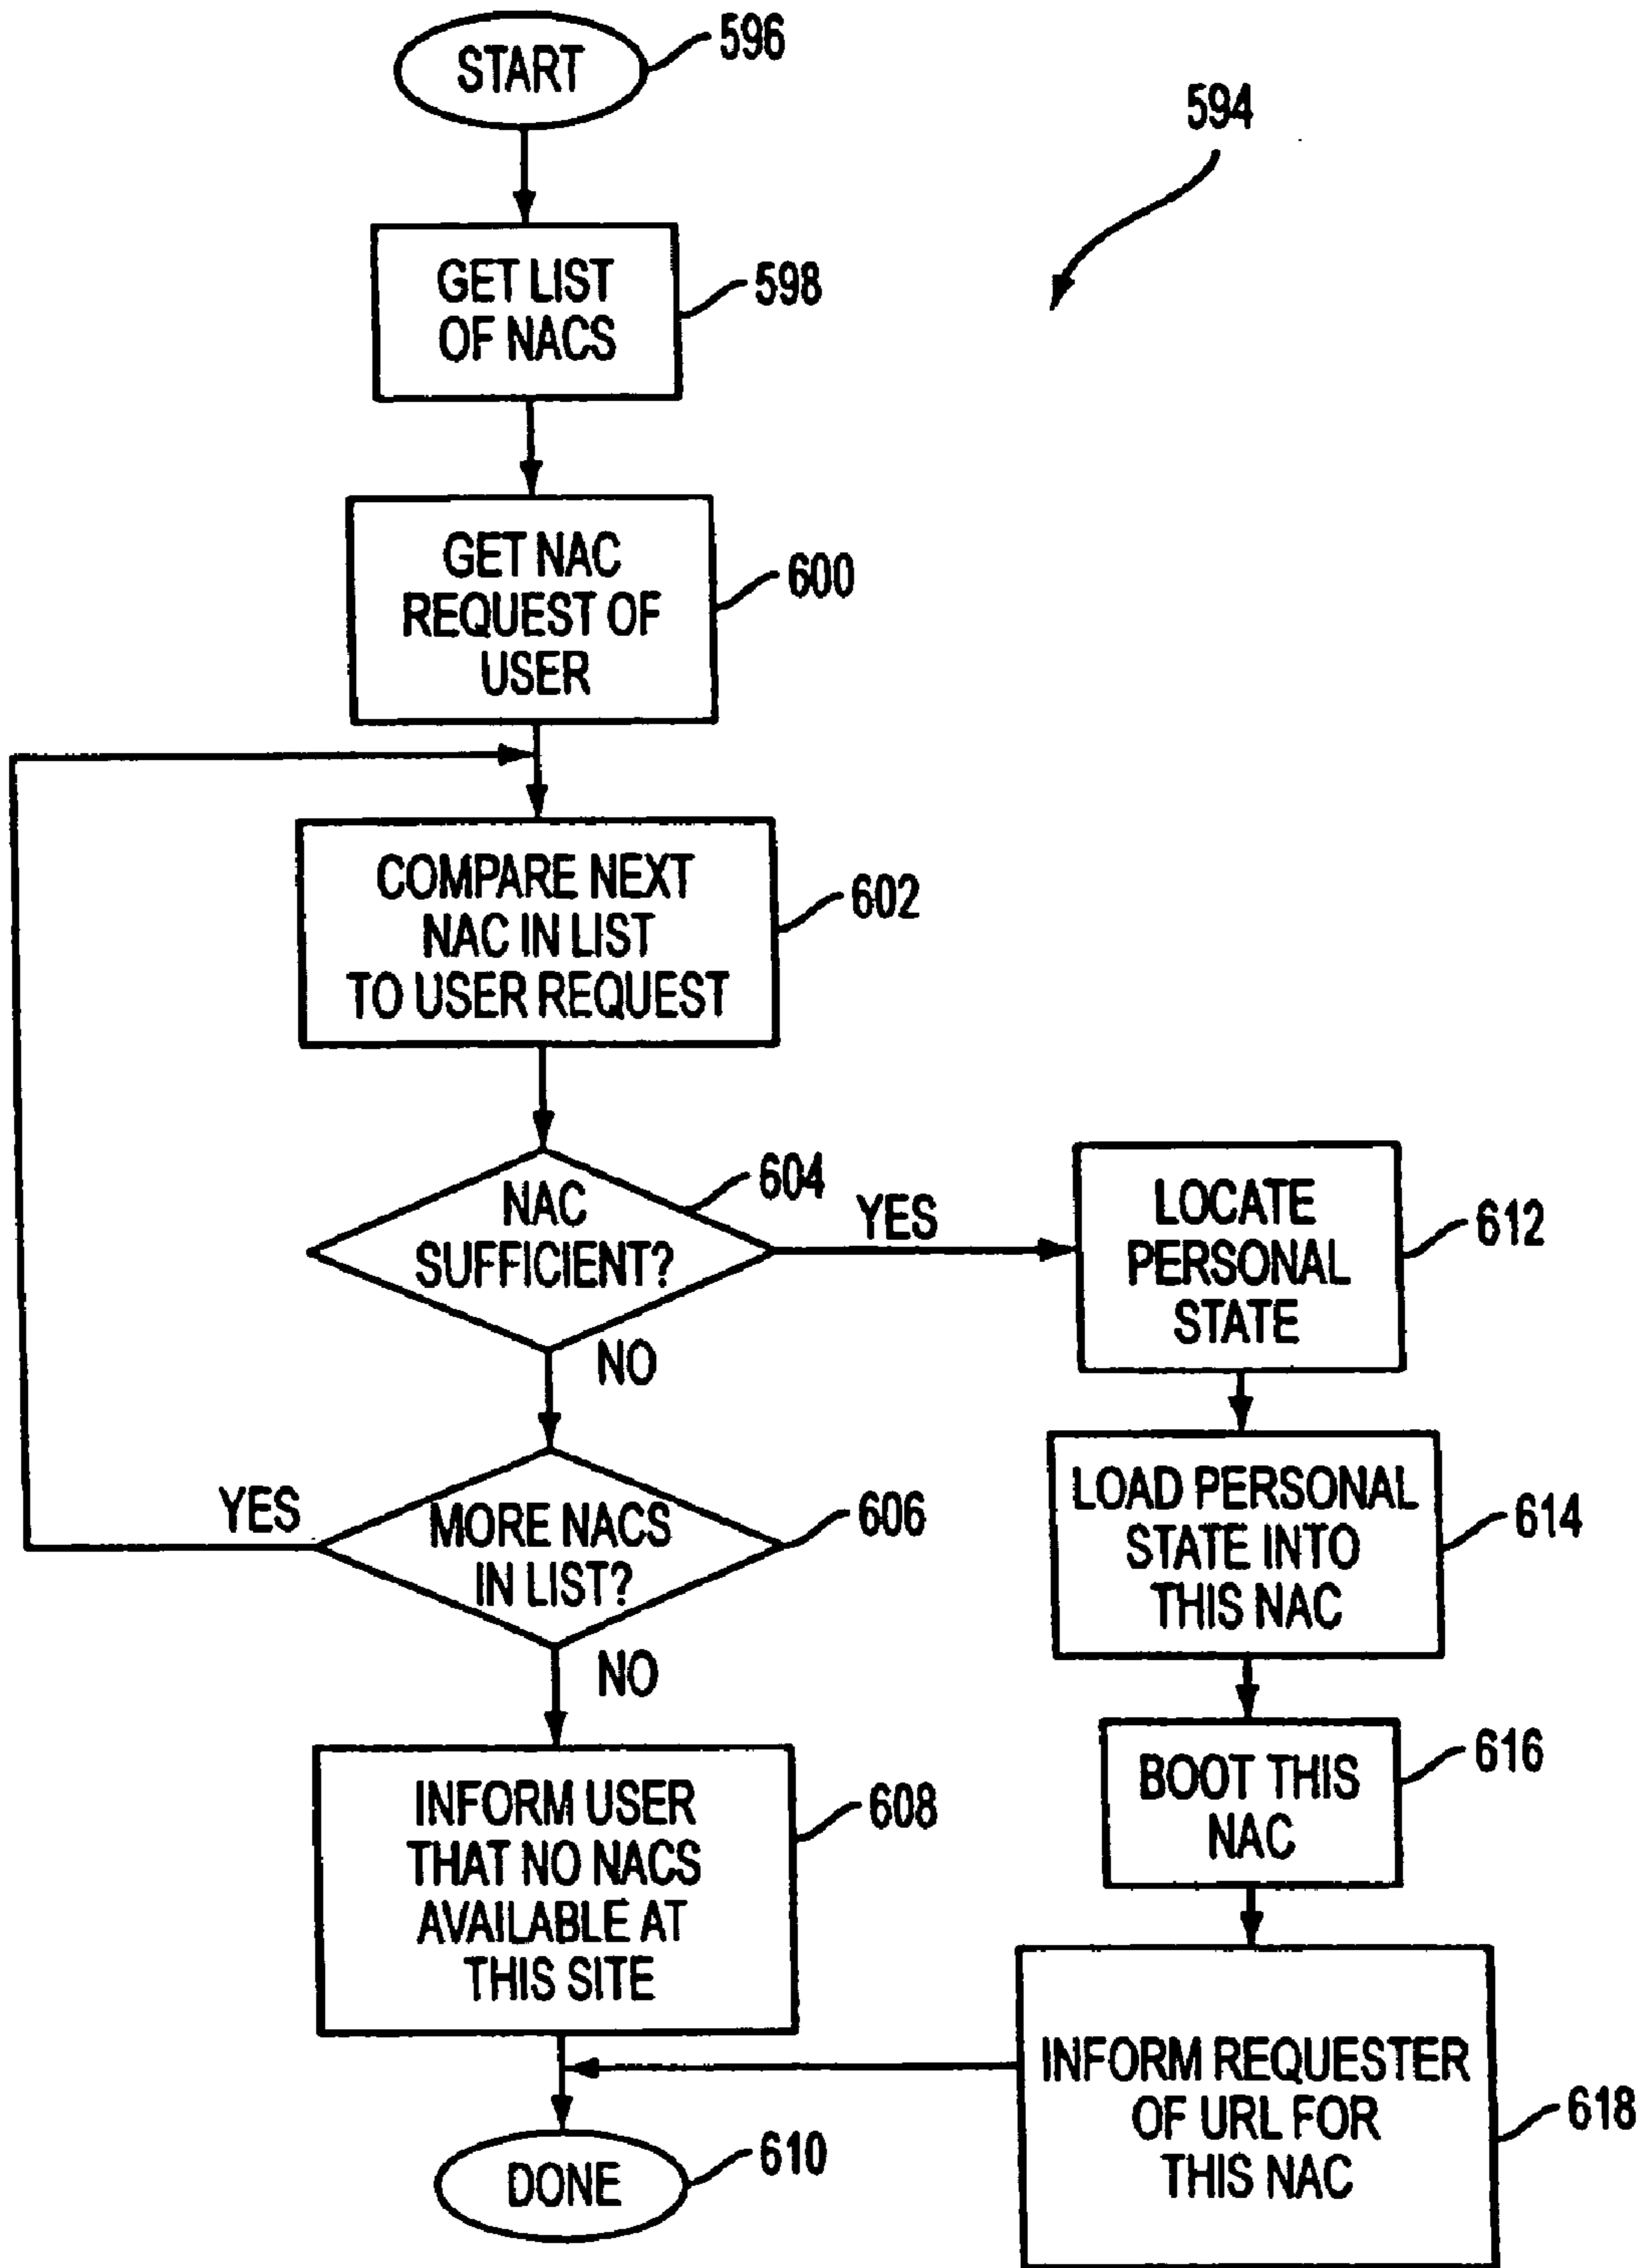 START
596
594
GET LIST
OF NACS
598
GET NAC
REQUEST OF
USER
600
COMPARE NEXT
NAC IN LIST
TO USER REQUEST
602
NAC
SUFFICIENT?
604
YES
NO
LOCATE
PERSONAL
STATE
612
MORE NACS
IN LIST?
606
YES
NO
LOAD PERSONAL
STATE INTO
THIS NAC
614
BOOT THIS
NAC
616
INFORM USER
THAT NO NACS
AVAILABLE AT
THIS SITE
608
INFORM REQUESTER
OF URL FOR
THIS NAC
618
DONE
610